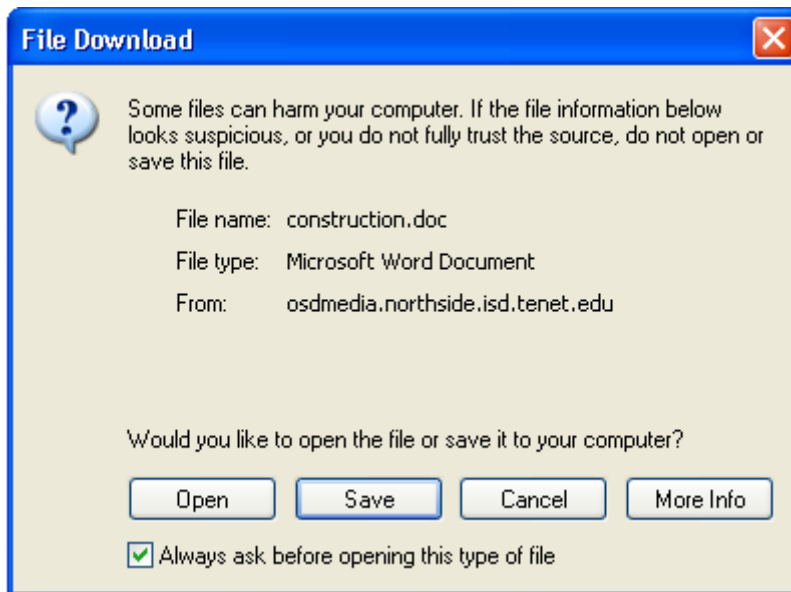 File Download
Some files can harm your computer. If the file information below
looks suspicious, or you do not fully trust the source, do not open or
save this file.
File name: construction.doc
File type: Microsoft Word Document
From: osdmedia.northside.isd.tenet.edu
Would you like to open the file or save it to your computer?
Open Save Cancel More Info
Always ask before opening this type of file